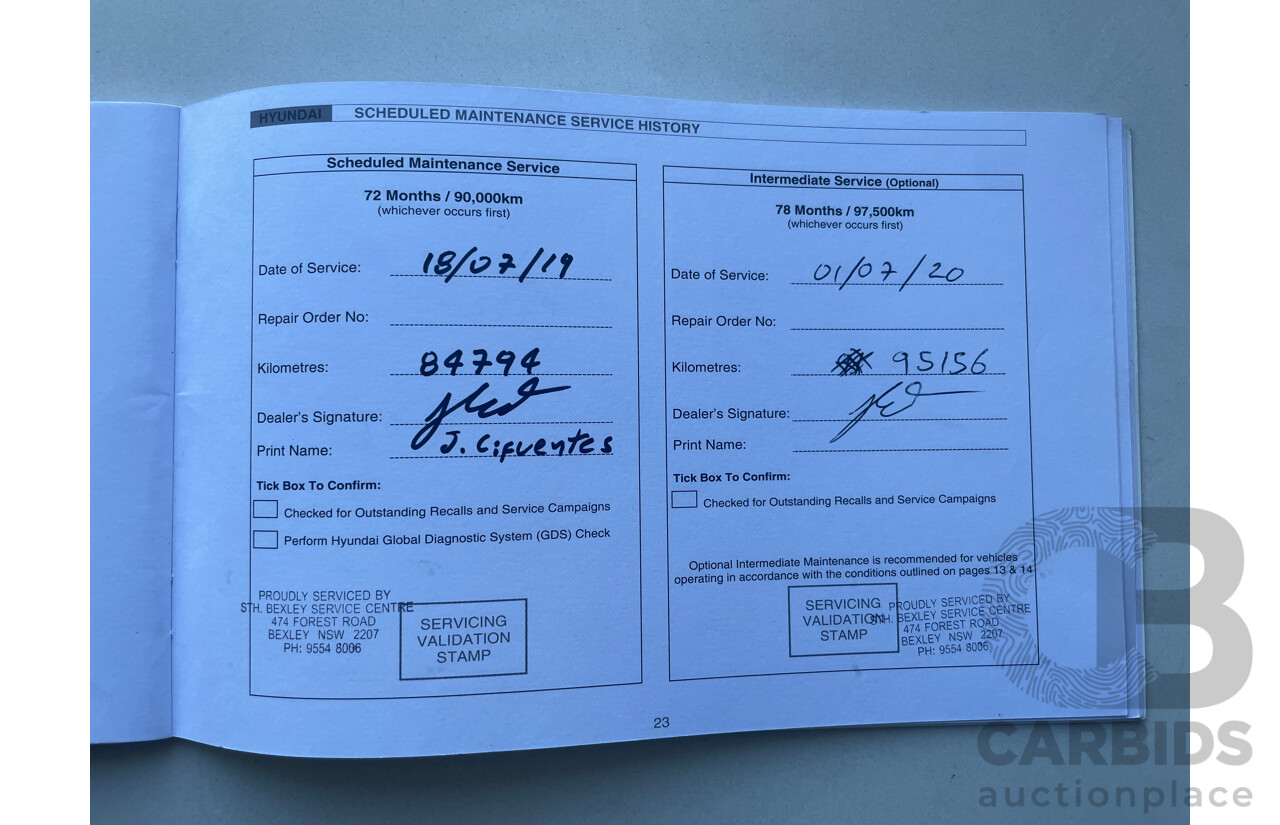 HYUNDAI SCHEDULED MAINTENANCE SERVICE HISTORY
Scheduled Maintenance Service
72 Months / 90,000km
(whichever occurs first)
Date of Service: 18/07/19
Repair Order No:
Kilometres: 84794
Dealer's Signature:
Print Name: J. Cifuentes
Tick Box To Confirm:
Checked for Outstanding Recalls and Service Campaigns
Perform Hyundai Global Diagnostic System (GDS) Check
PROUDLY SERVICED BY
STH. BEXLEY SERVICE CENTRE
474 FOREST ROAD
BEXLEY NSW 2207
PH: 9554 8006
SERVICING
VALIDATION
STAMP
Intermediate Service (Optional)
78 Months / 97,500km
(whichever occurs first)
Date of Service: 01/07/20
Repair Order No:
Kilometres: 95156
Dealer's Signature:
Print Name:
Tick Box To Confirm:
Checked for Outstanding Recalls and Service Campaigns
Optional Intermediate Maintenance is recommended for vehicles
operating in accordance with the conditions outlined on pages 13 & 14
SERVICING
VALIDATION
STAMP
PROUDLY SERVICED BY
STH. BEXLEY SERVICE CENTRE
474 FOREST ROAD
BEXLEY NSW 2207
PH: 9554 8006
23
CARBIDS
auctionplace